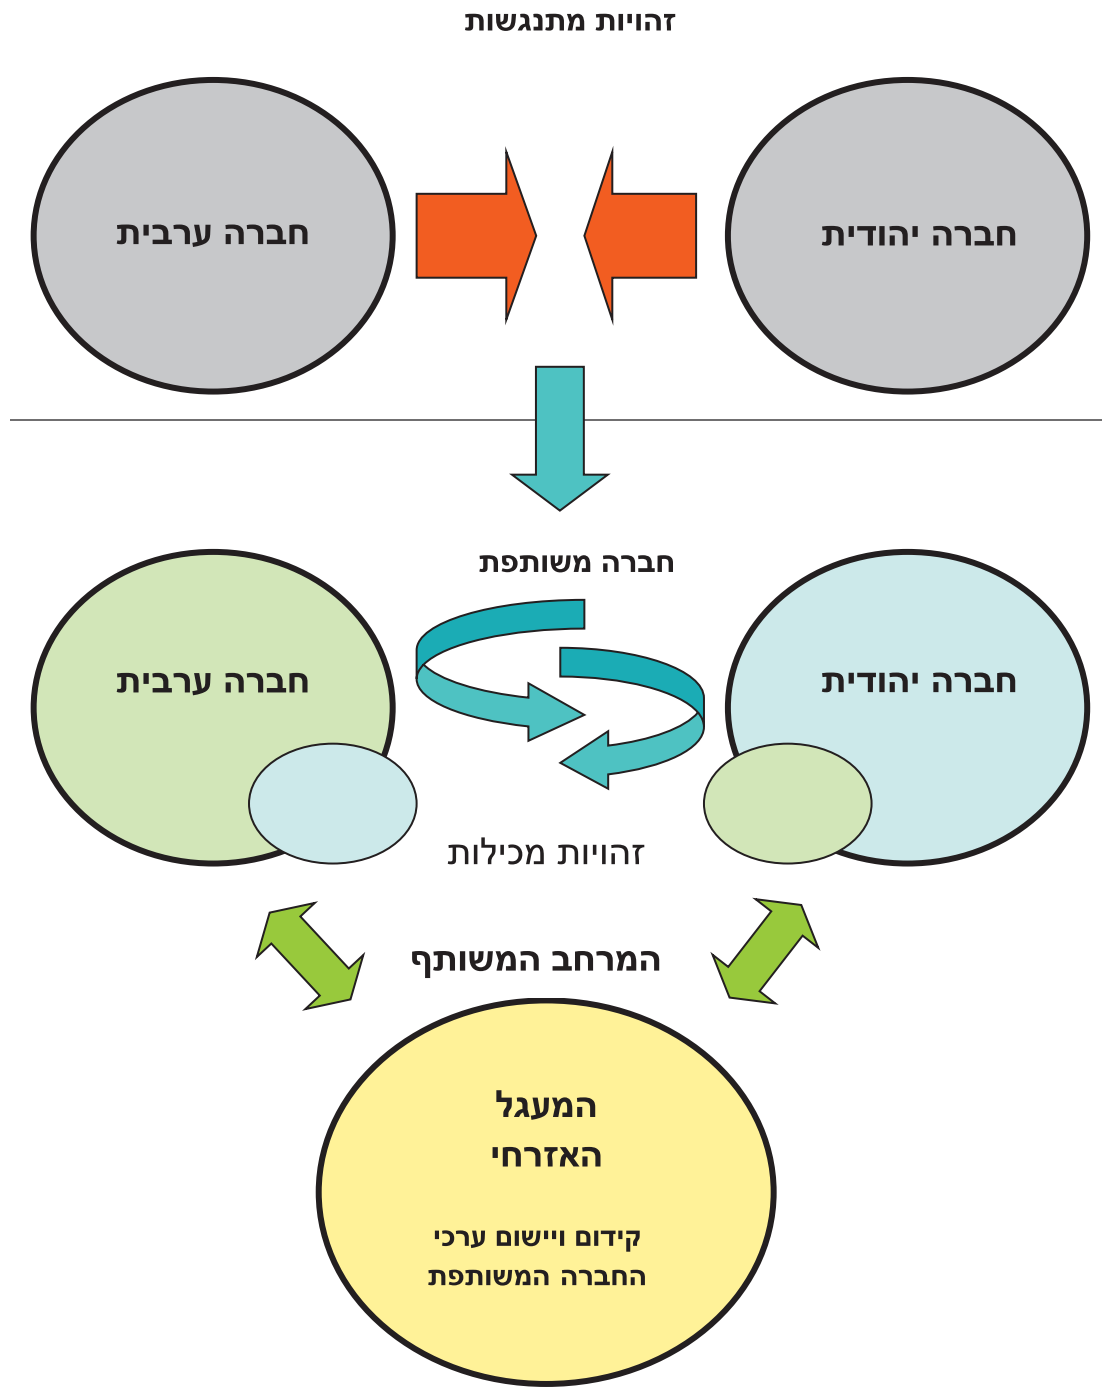 זהויות מתנגשות
חברה יהודית
חברה ערבית
חברה משותפת
חברה יהודית
חברה ערבית
זהויות מכילות
המרחב המשותף
המעגל
האזרחי
קידום ויישום ערכי
החברה המשותפת